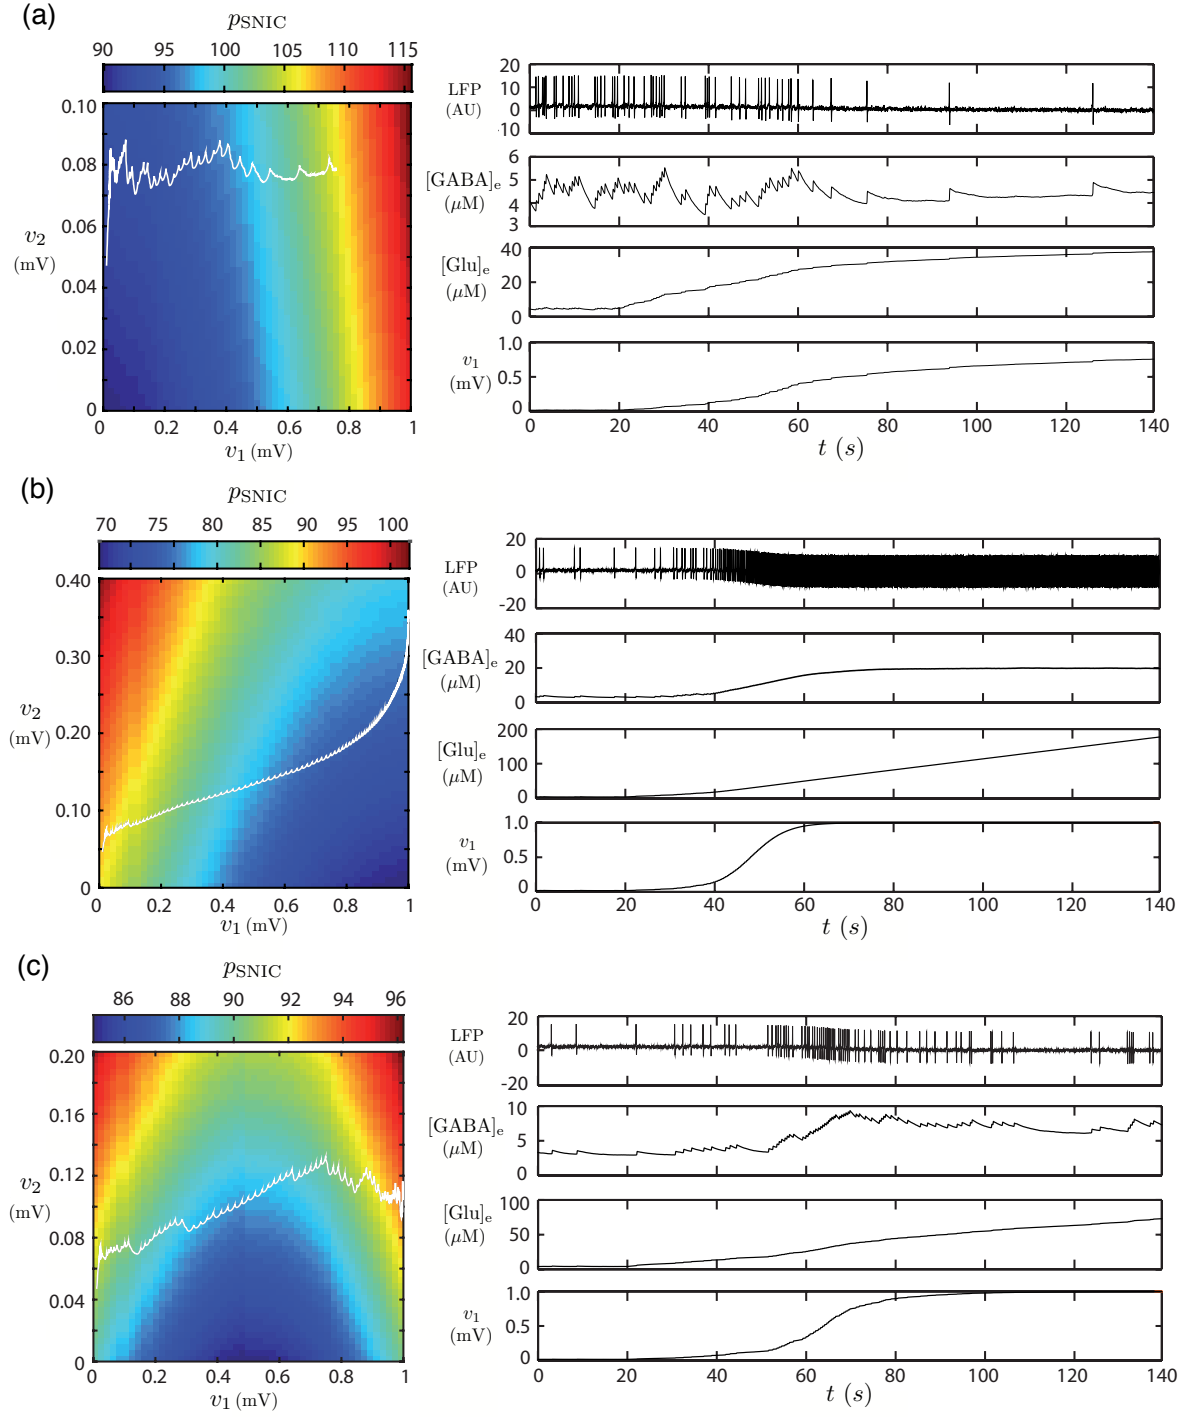 (a)
p_SNIC
90 95 100 105 110 115
0.10
0.08
0.06
0.04
0.02
0
v₂
(mV)
0 0.2 0.4 0.6 0.8 1
v₁ (mV)
LFP
(AU)
20
10
0
-10
[GABA]ₑ
(μM)
6
5
4
3
[Glu]ₑ
(μM)
40
20
0
v₁
(mV)
1.0
0.5
0
0 20 40 60 80 100 120 140
t (s)
(b)
p_SNIC
70 75 80 85 90 95 100
0.40
0.30
0.20
0.10
0
v₂
(mV)
0 0.2 0.4 0.6 0.8 1
v₁ (mV)
LFP
(AU)
20
0
-20
[GABA]ₑ
(μM)
40
20
0
[Glu]ₑ
(μM)
200
100
0
v₁
(mV)
1.0
0.5
0
0 20 40 60 80 100 120 140
t (s)
(c)
p_SNIC
86 88 90 92 94 96
0.20
0.16
0.12
0.08
0.04
0
v₂
(mV)
0 0.2 0.4 0.6 0.8 1
v₁ (mV)
LFP
(AU)
20
0
-20
[GABA]ₑ
(μM)
10
5
0
[Glu]ₑ
(μM)
100
50
0
v₁
(mV)
1.0
0.5
0
0 20 40 60 80 100 120 140
t (s)